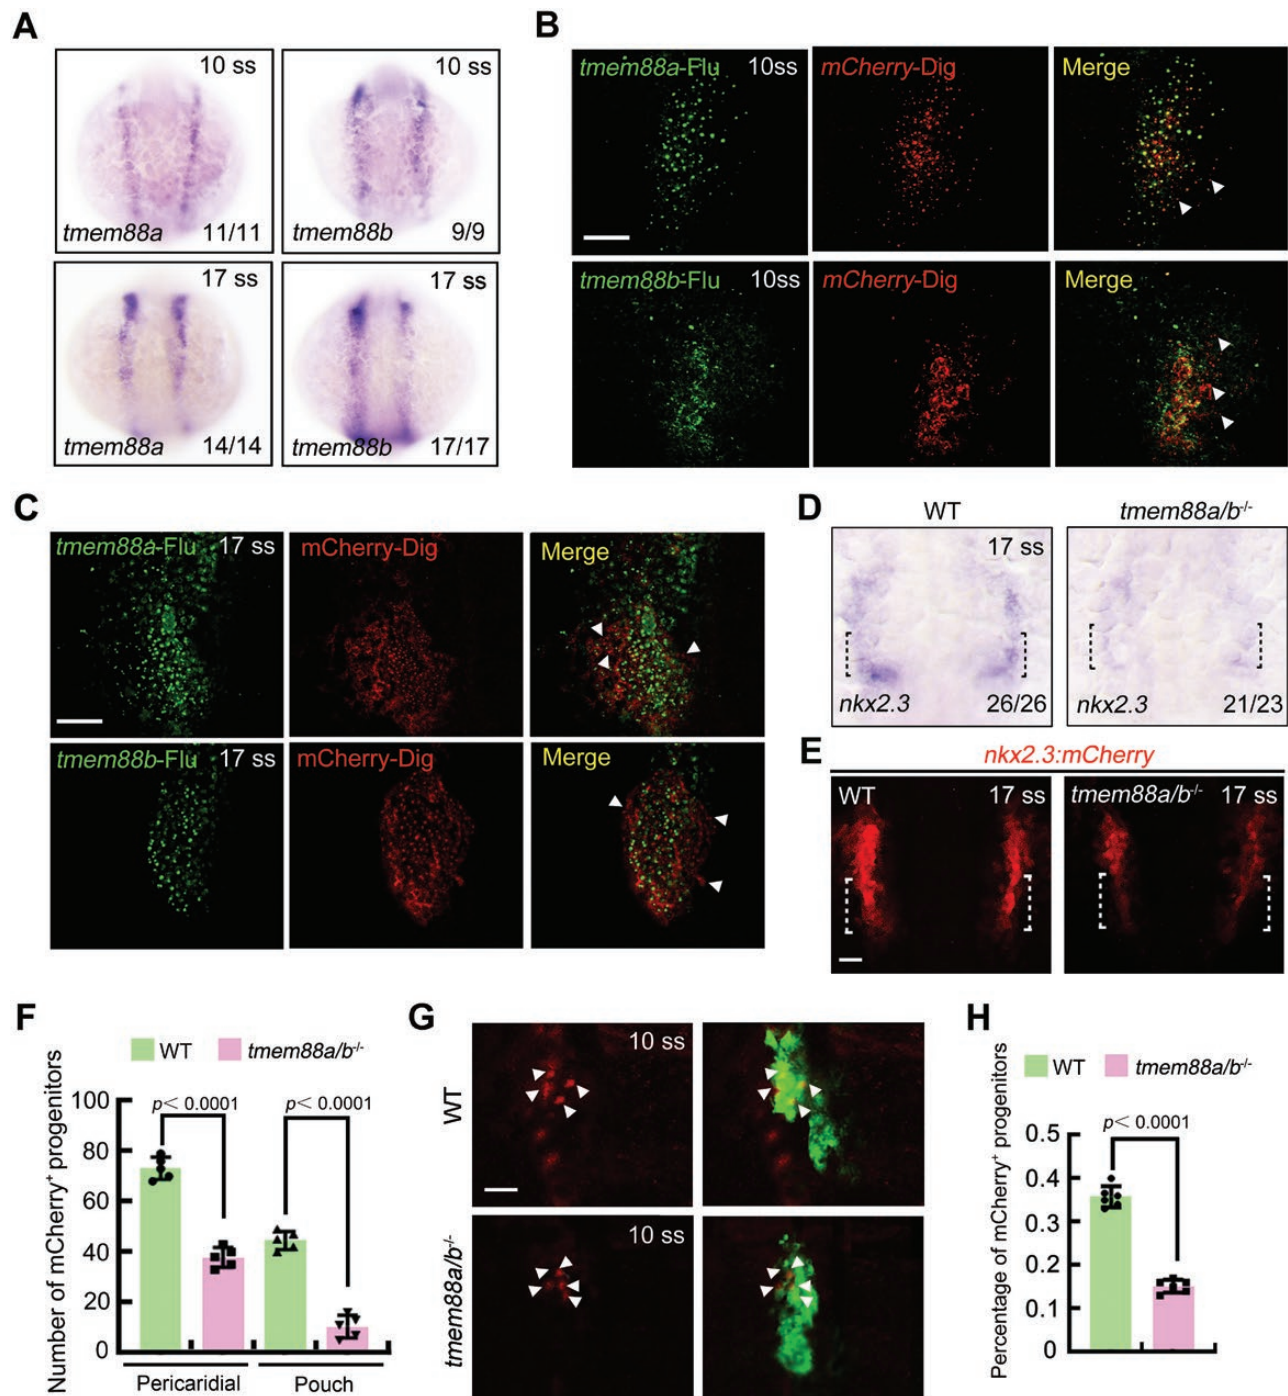 A
10 ss
tmem88a 11/11
10 ss
tmem88b 9/9
17 ss
tmem88a 14/14
17 ss
tmem88b 17/17
B
tmem88a-Flu 10ss
mCherry-Dig
Merge
tmem88b-Flu 10ss
mCherry-Dig
Merge
C
tmem88a-Flu 17 ss
mCherry-Dig
Merge
tmem88b-Flu 17 ss
mCherry-Dig
Merge
D
WT
tmem88a/b-/-
17 ss
nkx2.3 26/26
nkx2.3 21/23
E
nkx2.3:mCherry
WT 17 ss
tmem88a/b-/- 17 ss
F
WT
tmem88a/b-/-
Number of mCherry+ progenitors
100
80
60
40
20
0
p< 0.0001
p< 0.0001
Pericaridial
Pouch
G
WT
10 ss
tmem88a/b-/-
10 ss
H
WT
tmem88a/b-/-
Percentage of mCherry+ progenitors
p< 0.0001
0.5
0.4
0.3
0.2
0.1
0